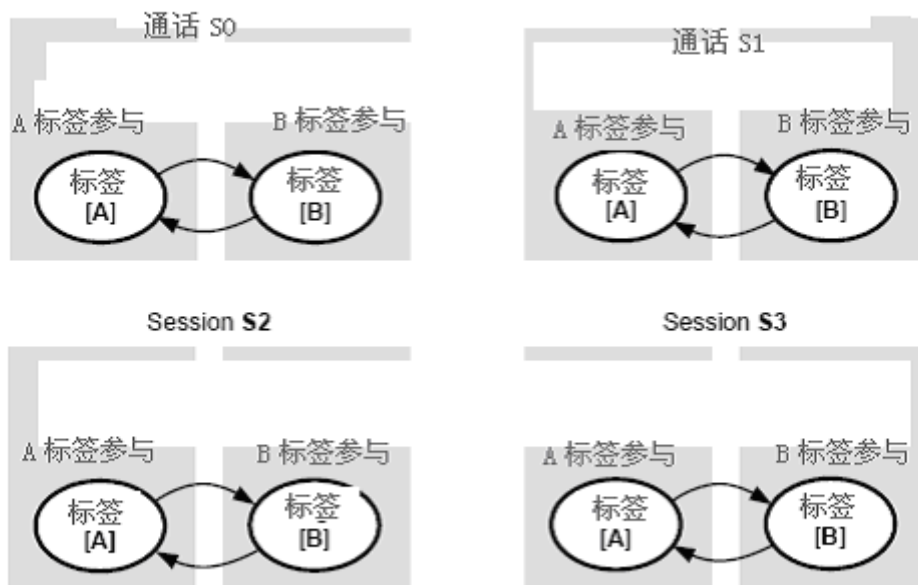 通话 S0
通话 S1
A 标签参与
B 标签参与
A 标签参与
B 标签参与
标签
[A]
标签
[B]
标签
[A]
标签
[B]
Session S2
Session S3
A 标签参与
B 标签参与
A 标签参与
B 标签参与
标签
[A]
标签
[B]
标签
[A]
标签
[B]